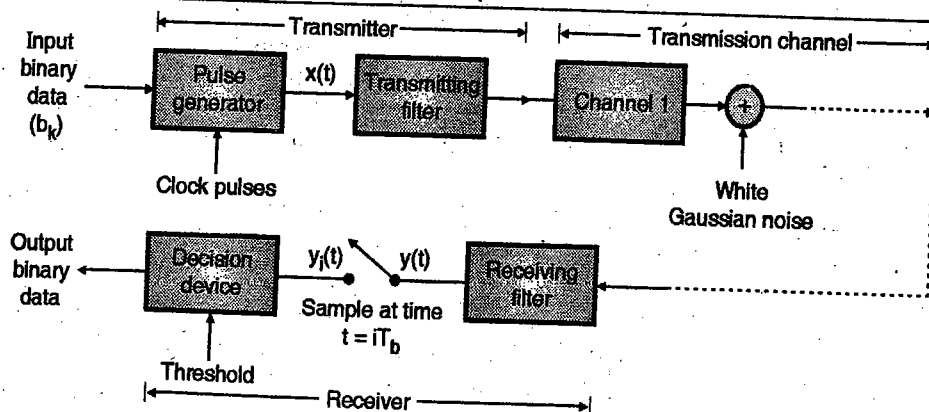 Transmitter
Transmission channel
Input
binary
data
(b_k)
Pulse
generator
x(t)
Transmitting
filter
Channel 1
+
Clock pulses
White
Gaussian noise
Output
binary
data
Decision
device
y_i(t)
y(t)
Receiving
filter
Sample at time
t = iT_b
Threshold
Receiver